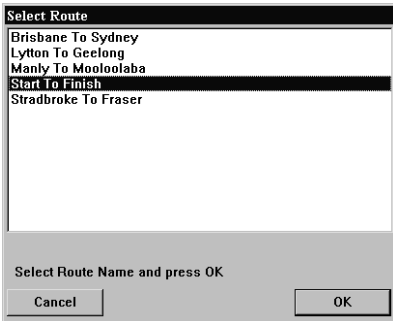 Select Route
Brisbane To Sydney
Lytton To Geelong
Manly To Mooloolaba
Start To Finish
Stradbroke To Fraser
Select Route Name and press OK
Cancel
OK